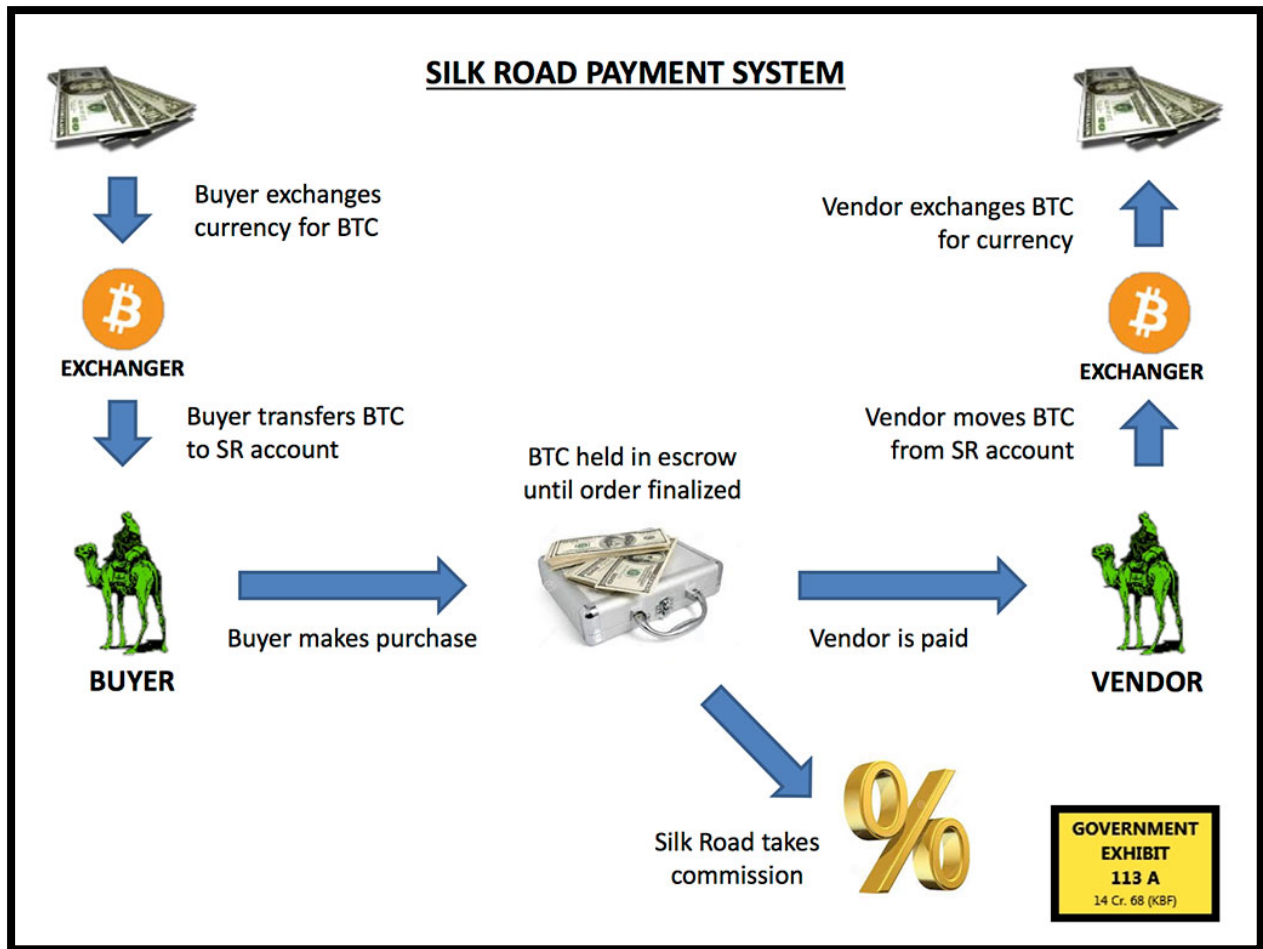 SILK ROAD PAYMENT SYSTEM
Buyer exchanges
currency for BTC
EXCHANGER
Buyer transfers BTC
to SR account
BUYER
Buyer makes purchase
BTC held in escrow
until order finalized
Vendor is paid
Silk Road takes
commission
%
Vendor exchanges BTC
for currency
EXCHANGER
Vendor moves BTC
from SR account
VENDOR
GOVERNMENT
EXHIBIT
113 A
14 Cr. 68 (KBF)